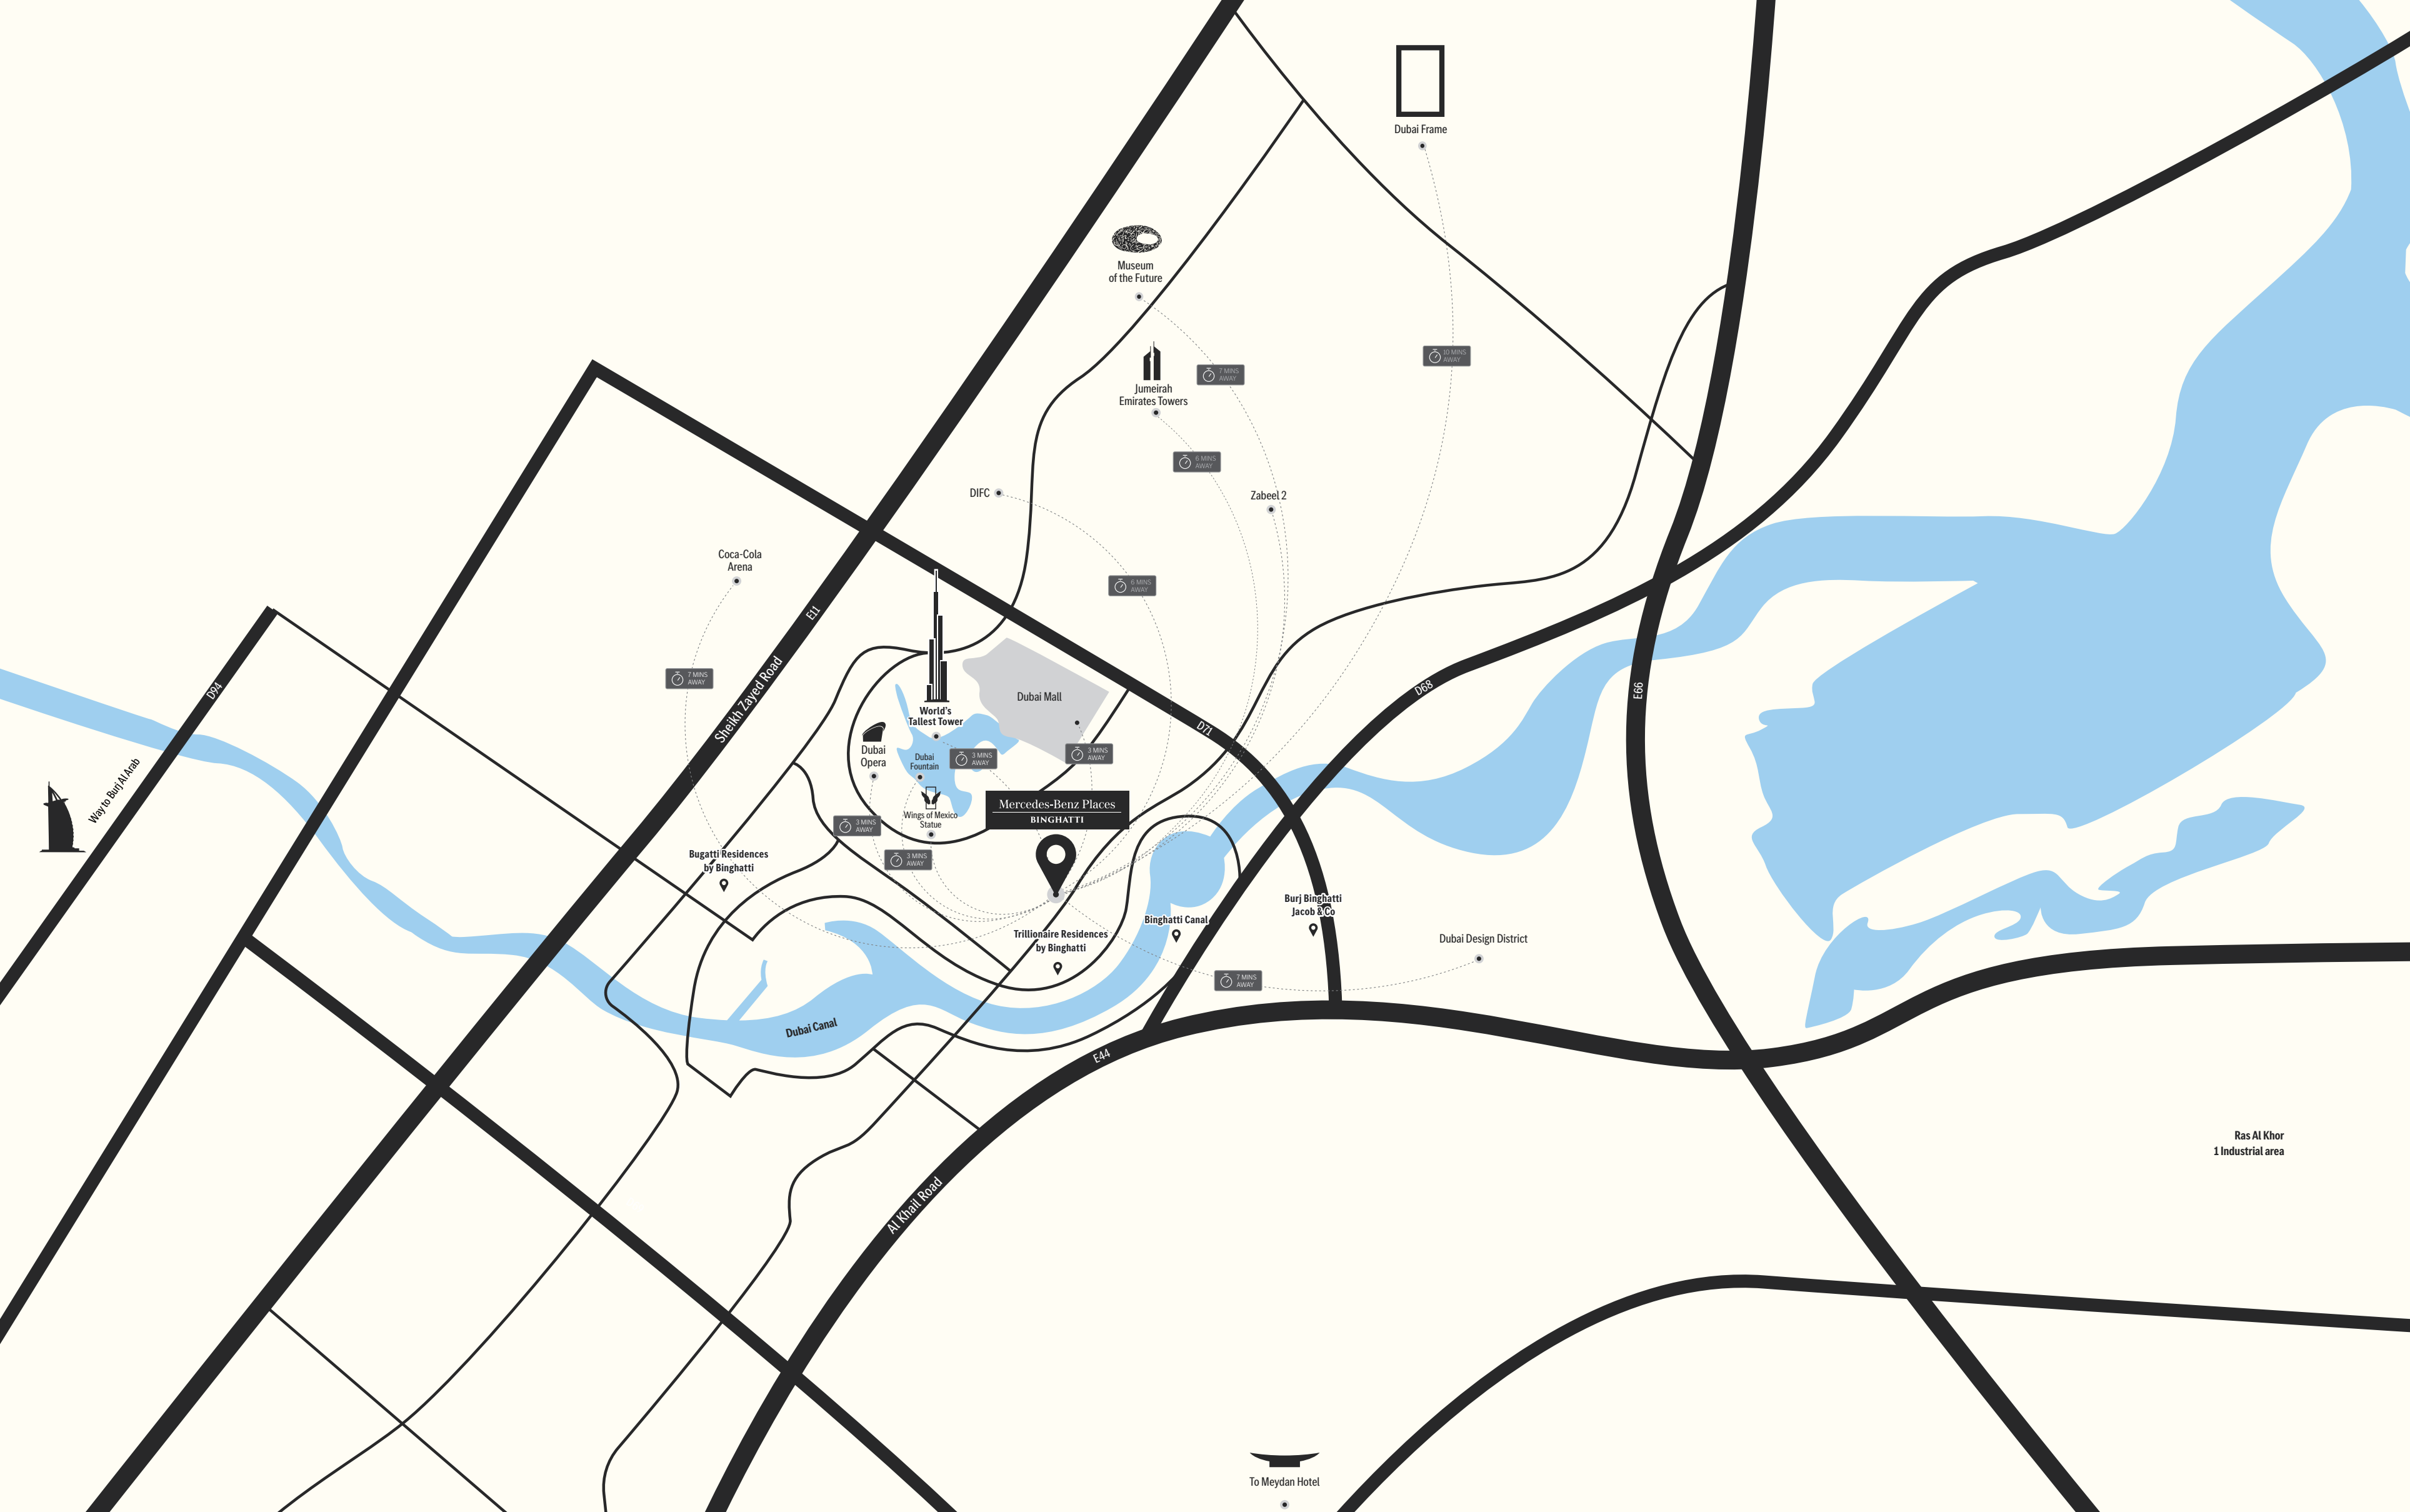 Dubai Frame
Museum
of the Future
10 MINS
AWAY
7 MINS
AWAY
Jumeirah
Emirates Towers
6 MINS
AWAY
DIFC
Zabeel 2
Coca-Cola
Arena
6 MINS
AWAY
E11
7 MINS
AWAY
Sheikh Zayed Road
D94
Dubai Mall
D68
E66
World's
Tallest Tower
D71
Dubai
Opera
Dubai
Fountain
3 MINS
AWAY
3 MINS
AWAY
Way to Burj Al Arab
Mercedes-Benz Places
BINGHATTI
Wings of Mexico
Statue
3 MINS
AWAY
3 MINS
AWAY
Bugatti Residences
by Binghatti
Burj Binghatti
Jacob & Co
Binghatti Canal
Trillionaire Residences
by Binghatti
Dubai Design District
7 MINS
AWAY
Dubai Canal
E44
Ras Al Khor
1 Industrial area
Al Khail Road
To Meydan Hotel